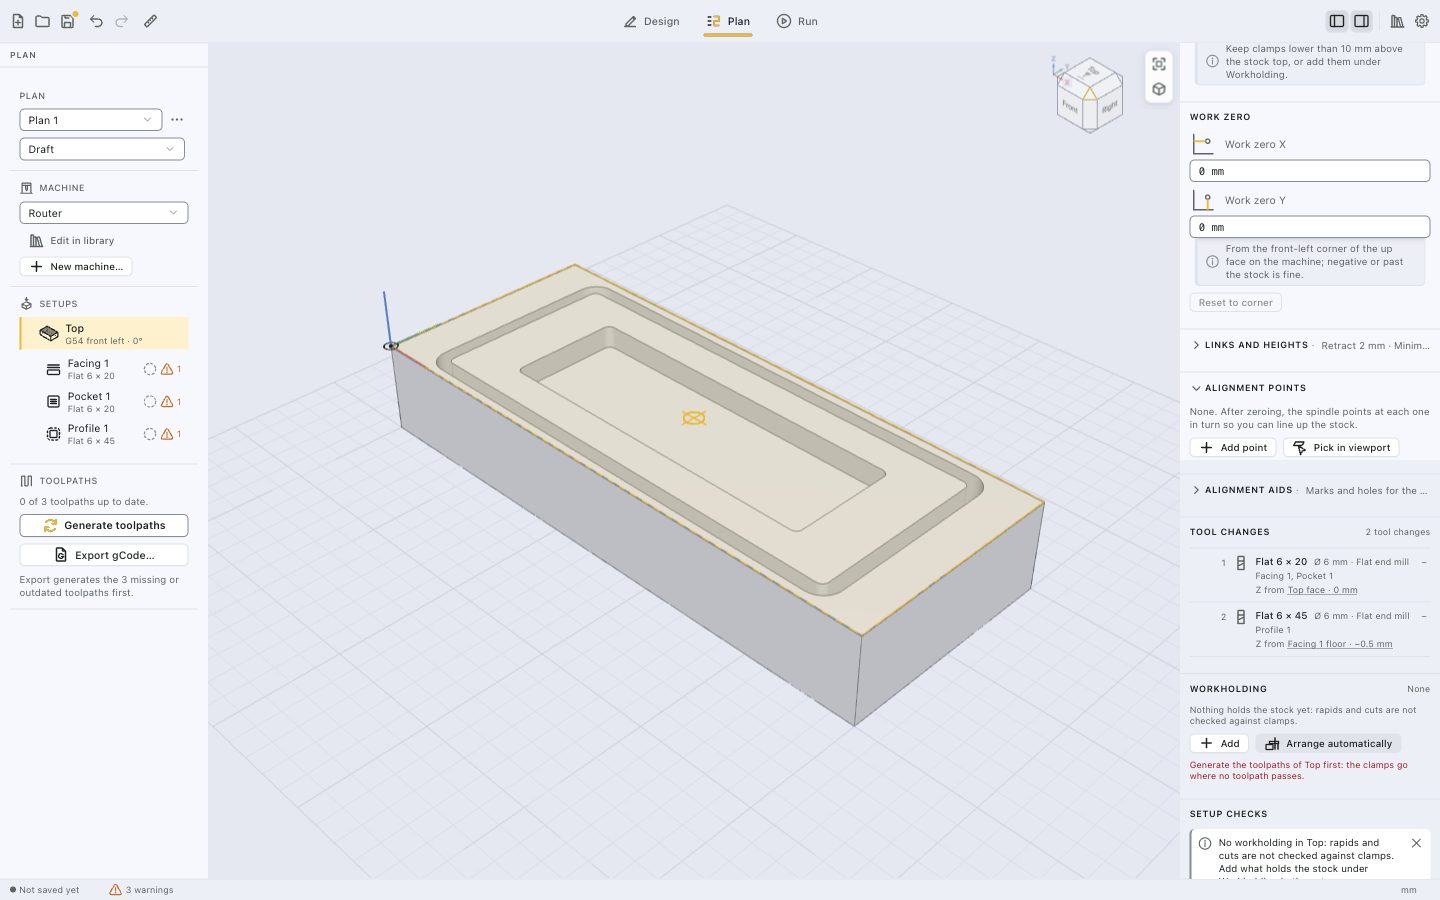 Design
Plan
Run
PLAN
PLAN
Plan 1
Draft
MACHINE
Router
Edit in library
New machine...
SETUPS
Top
G54 front left · 0°
Facing 1
Flat 6 × 20
1
Pocket 1
Flat 6 × 20
1
Profile 1
Flat 6 × 45
1
TOOLPATHS
0 of 3 toolpaths up to date.
Generate toolpaths
Export gCode...
Export generates the 3 missing or
outdated toolpaths first.
Not saved yet
3 warnings
Z
Y
X
Top
Front
Right
Keep clamps lower than 10 mm above
the stock top, or add them under
Workholding.
WORK ZERO
Work zero X
0 mm
Work zero Y
0 mm
From the front-left corner of the up
face on the machine; negative or past
the stock is fine.
Reset to corner
LINKS AND HEIGHTS · Retract 2 mm · Minim...
ALIGNMENT POINTS
None. After zeroing, the spindle points at each one
in turn so you can line up the stock.
Add point
Pick in viewport
ALIGNMENT AIDS · Marks and holes for the ...
TOOL CHANGES
2 tool changes
1 Flat 6 × 20 Ø 6 mm · Flat end mill –
Facing 1, Pocket 1
Z from Top face · 0 mm
2 Flat 6 × 45 Ø 6 mm · Flat end mill –
Profile 1
Z from Facing 1 floor · −0.5 mm
WORKHOLDING
None
Nothing holds the stock yet: rapids and cuts are not
checked against clamps.
Add
Arrange automatically
Generate the toolpaths of Top first: the clamps go
where no toolpath passes.
SETUP CHECKS
No workholding in Top: rapids and
cuts are not checked against clamps.
Add what holds the stock under
mm